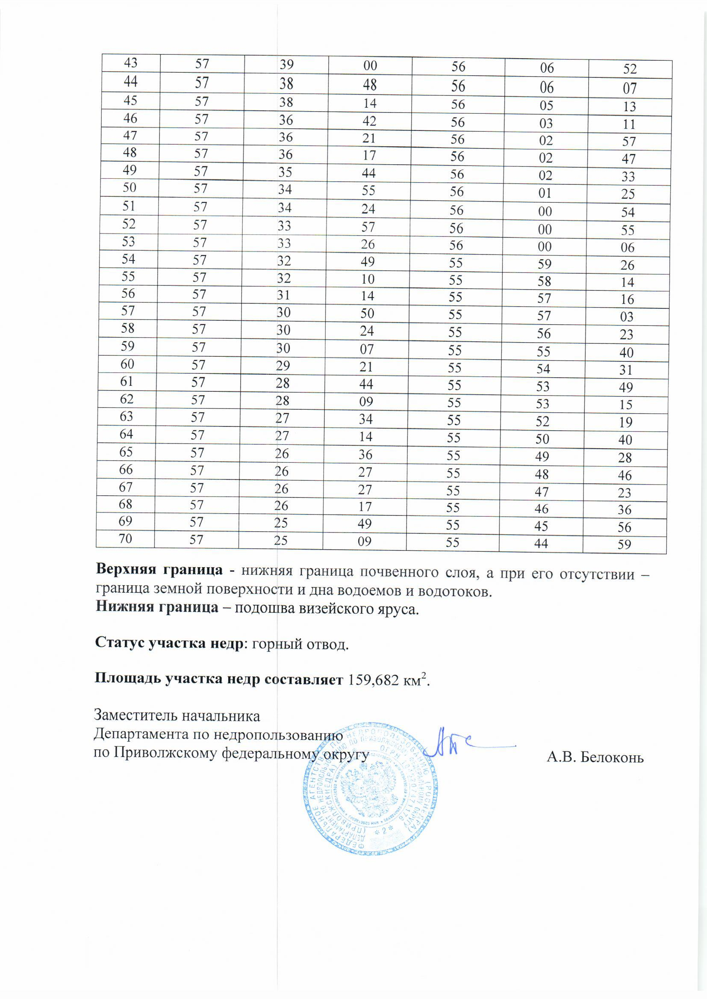 43 57 39 00 56 06 52
44 57 38 48 56 06 07
45 57 38 14 56 05 13
46 57 36 42 56 03 11
47 57 36 21 56 02 57
48 57 36 17 56 02 47
49 57 35 44 56 02 33
50 57 34 55 56 01 25
51 57 34 24 56 00 54
52 57 33 57 56 00 55
53 57 33 26 56 00 06
54 57 32 49 55 59 26
55 57 32 10 55 58 14
56 57 31 14 55 57 16
57 57 30 50 55 57 03
58 57 30 24 55 56 23
59 57 30 07 55 55 40
60 57 29 21 55 54 31
61 57 28 44 55 53 49
62 57 28 09 55 53 15
63 57 27 34 55 52 19
64 57 27 14 55 50 40
65 57 26 36 55 49 28
66 57 26 27 55 48 46
67 57 26 27 55 47 23
68 57 26 17 55 46 36
69 57 25 49 55 45 56
70 57 25 09 55 44 59
Верхняя граница - нижняя граница почвенного слоя, а при его отсутствии –
граница земной поверхности и дна водоемов и водотоков.
Нижняя граница – подошва визейского яруса.
Статус участка недр: горный отвод.
Площадь участка недр составляет 159,682 км².
Заместитель начальника
Департамента по недропользованию
по Приволжскому федеральному округу
А.В. Белоконь
ФЕДЕРАЛЬНОЕ АГЕНТСТВО ПО НЕДРОПОЛЬЗОВАНИЮ (РОСНЕДРА)
ДЕПАРТАМЕНТ ПО НЕДРОПОЛЬЗОВАНИЮ ПО ПРИВОЛЖСКОМУ ФЕДЕРАЛЬНОМУ ОКРУГУ
(ПРИВОЛЖСКНЕДРА) * ОГРН
* 2 *